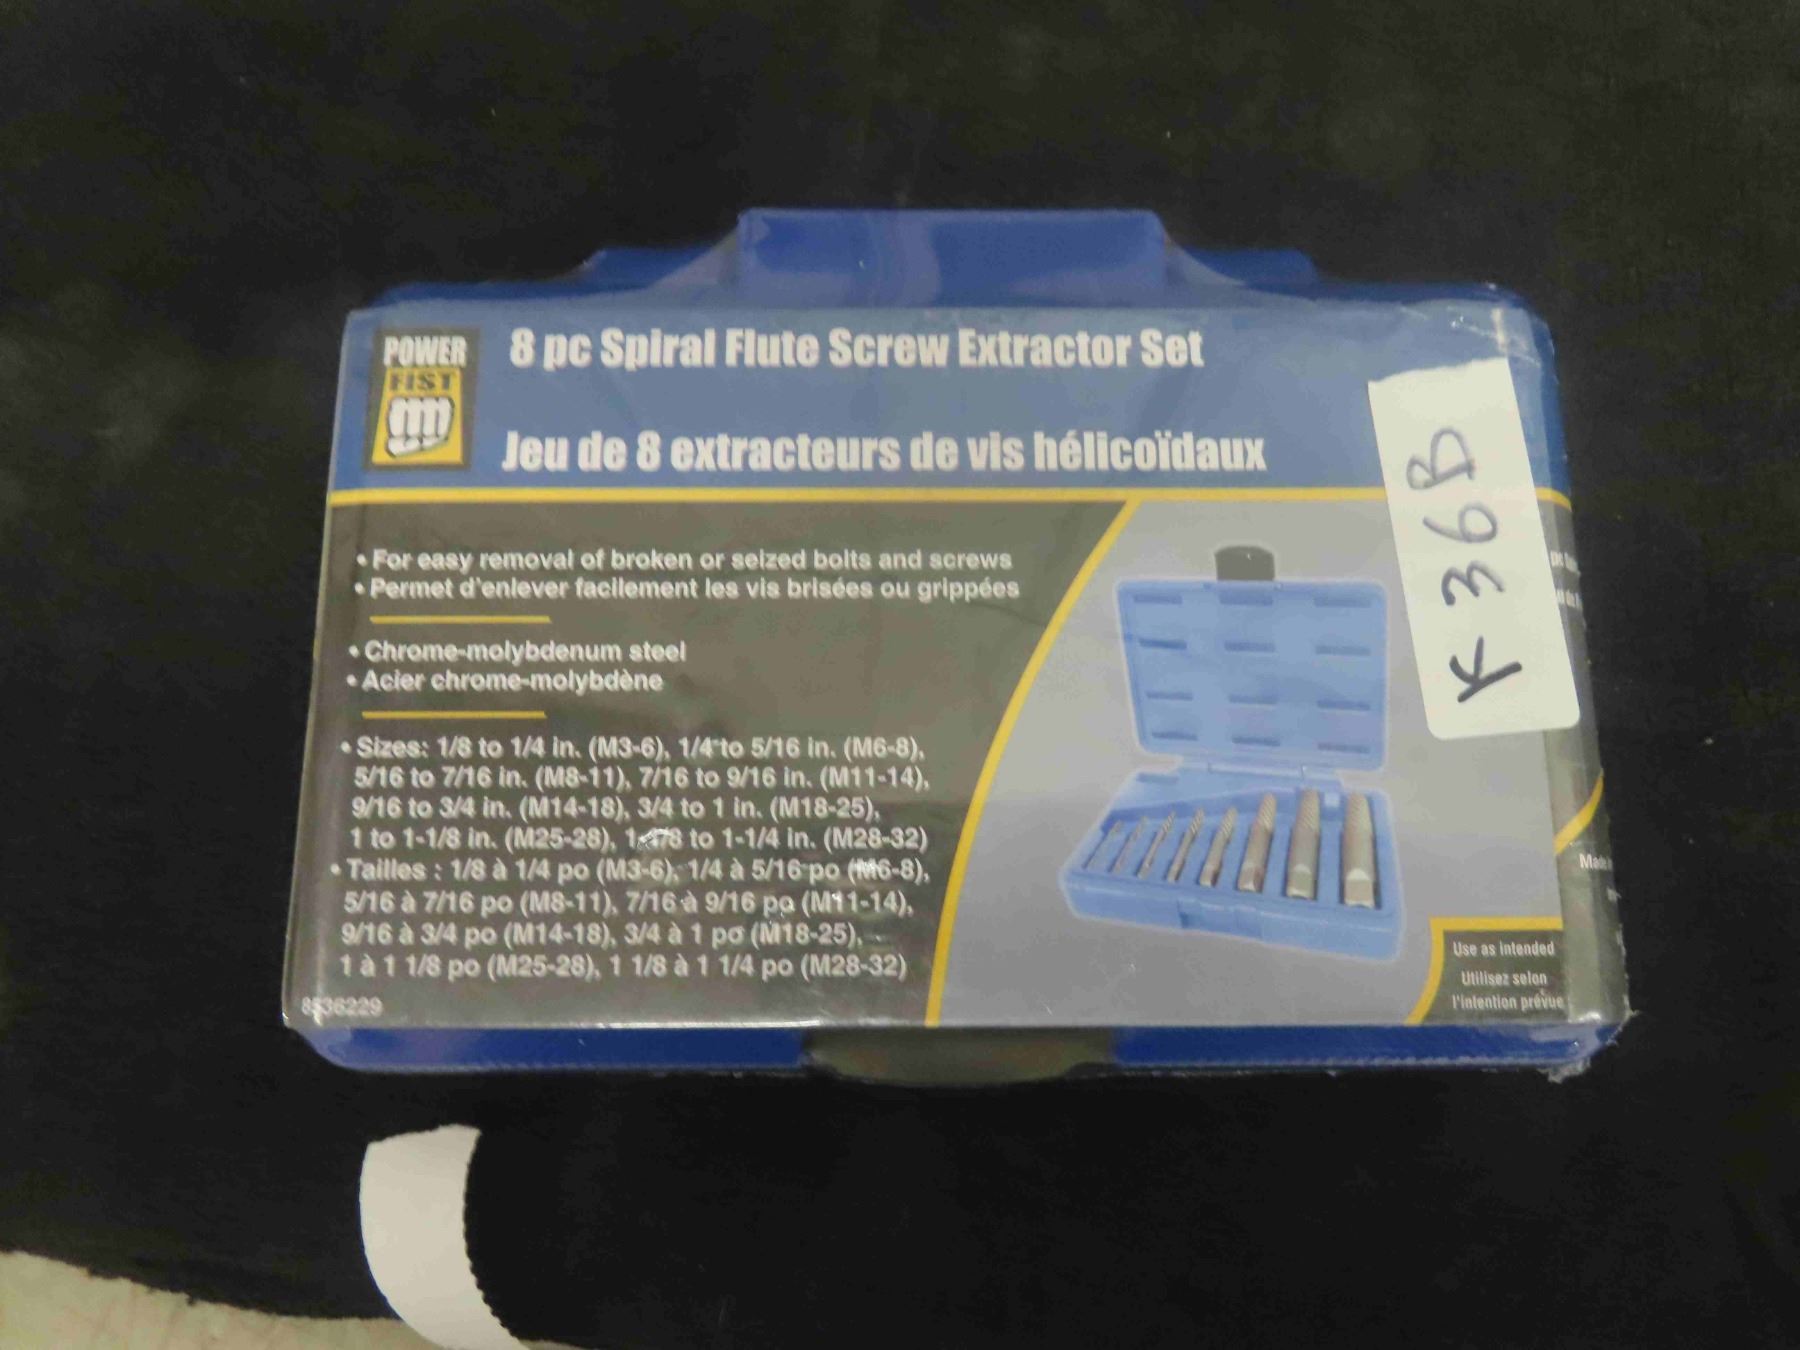 POWER
FIST
8 pc Spiral Flute Screw Extractor Set
Jeu de 8 extracteurs de vis hélicoïdaux
K 36B
• For easy removal of broken or seized bolts and screws
• Permet d'enlever facilement les vis brisées ou grippées
• Chrome-molybdenum steel
• Acier chrome-molybdène
• Sizes: 1/8 to 1/4 in. (M3-6), 1/4 to 5/16 in. (M6-8),
5/16 to 7/16 in. (M8-11), 7/16 to 9/16 in. (M11-14),
9/16 to 3/4 in. (M14-18), 3/4 to 1 in. (M18-25),
1 to 1-1/8 in. (M25-28), 1-1/8 to 1-1/4 in. (M28-32)
• Tailles : 1/8 à 1/4 po (M3-6), 1/4 à 5/16 po (M6-8),
5/16 à 7/16 po (M8-11), 7/16 à 9/16 po (M11-14),
9/16 à 3/4 po (M14-18), 3/4 à 1 po (M18-25),
1 à 1 1/8 po (M25-28), 1 1/8 à 1 1/4 po (M28-32)
8536229
Use as intended
Utilisez selon
l'intention prévue
Made